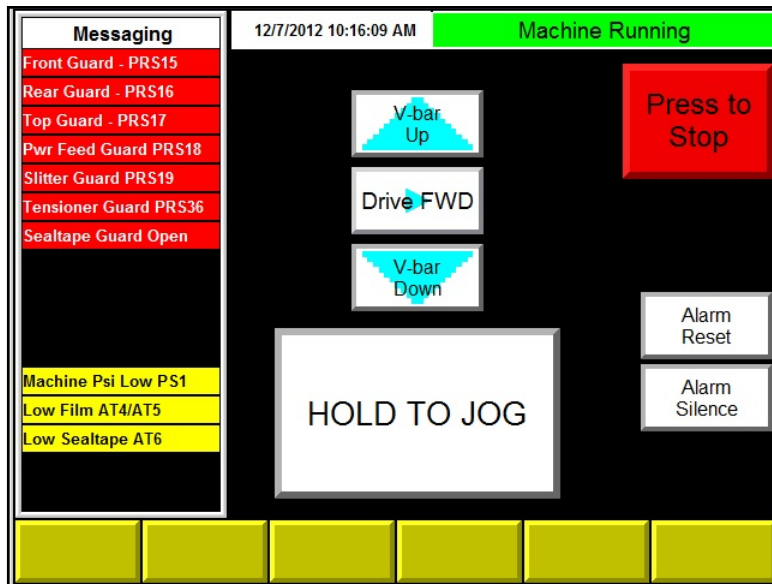 Messaging
12/7/2012 10:16:09 AM
Machine Running
Front Guard - PRS15
Rear Guard - PRS16
Top Guard - PRS17
Pwr Feed Guard PRS18
Slitter Guard PRS19
Tensioner Guard PRS36
Sealtape Guard Open
Machine Psi Low PS1
Low Film AT4/AT5
Low Sealtape AT6
V-bar
Up
Drive FWD
V-bar
Down
HOLD TO JOG
Press to
Stop
Alarm
Reset
Alarm
Silence